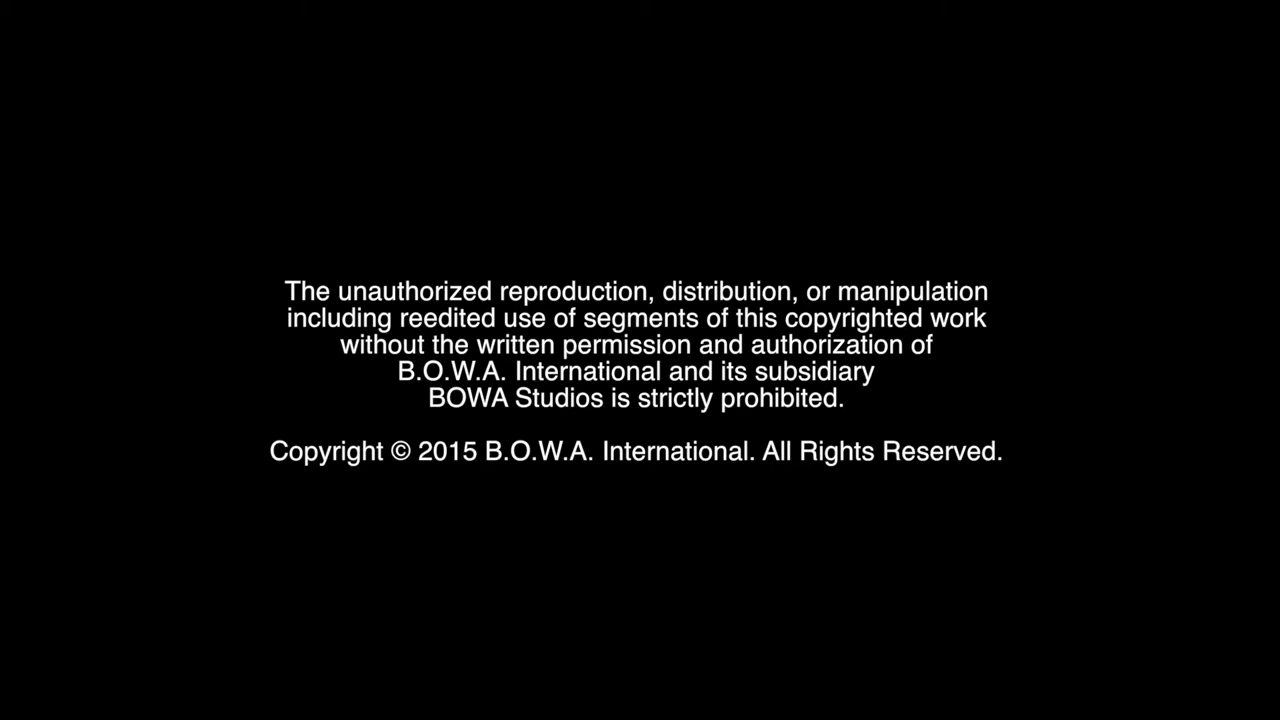 The unauthorized reproduction, distribution, or manipulation
including reedited use of segments of this copyrighted work
without the written permission and authorization of
B.O.W.A. International and its subsidiary
BOWA Studios is strictly prohibited.
Copyright © 2015 B.O.W.A. International. All Rights Reserved.